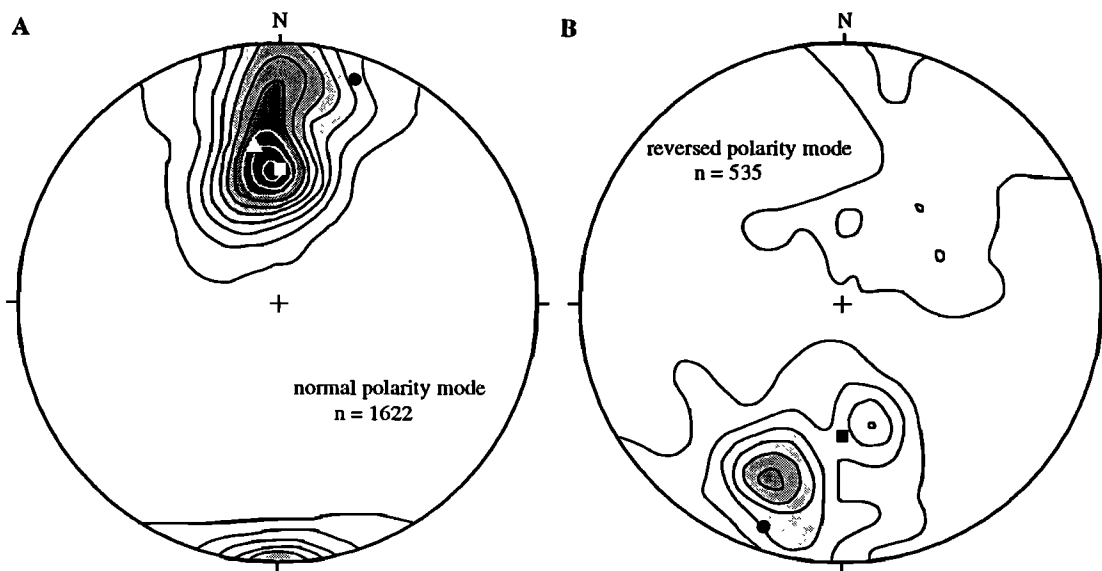 A
N
normal polarity mode
n = 1622
B
N
reversed polarity mode
n = 535